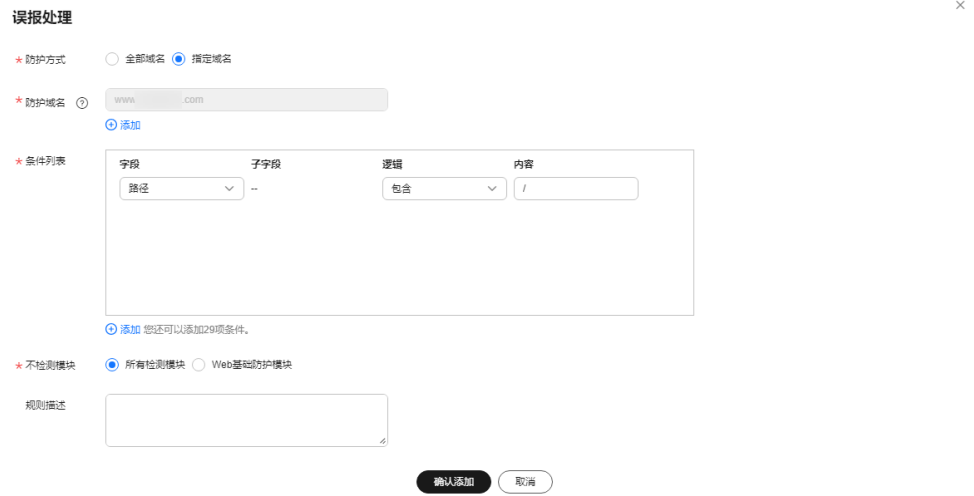 误报处理
* 防护方式 全部域名 指定域名
* 防护域名 ? www .com
添加
* 条件列表 字段 子字段 逻辑 内容
路径 -- 包含 /
添加 您还可以添加29项条件。
* 不检测模块 所有检测模块 Web基础防护模块
规则描述
确认添加 取消